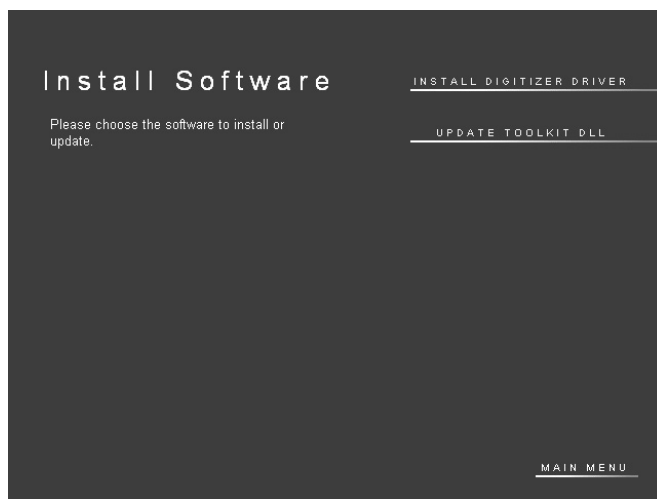 Install Software
Please choose the software to install or
update.
INSTALL DIGITIZER DRIVER
UPDATE TOOLKIT DLL
MAIN MENU